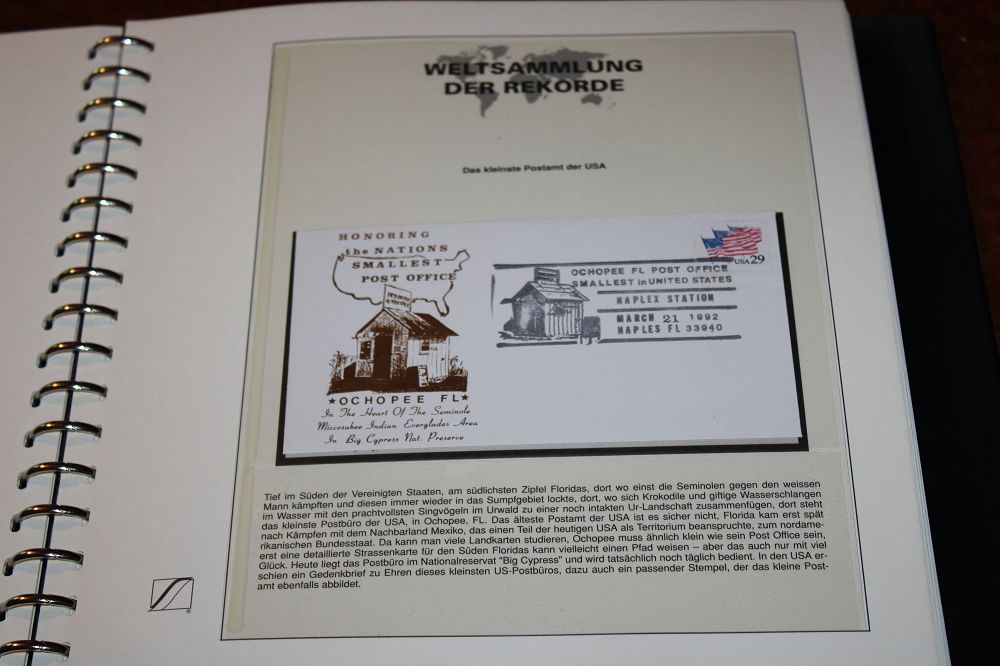 WELTSAMMLUNG
DER REKORDE
Das kleinste Postamt der USA
HONORING
the NATIONS
SMALLEST
POST OFFICE
★OCHOPEE FL★
In The Heart Of The Seminole
Miccosukee Indian Everglades Area
In Big Cypress Nat. Preserve
USA 29
OCHOPEE FL POST OFFICE
SMALLEST in UNITED STATES
NAPLEX STATION
MARCH 21 1992
NAPLES FL 33940
Tief im Süden der Vereinigten Staaten, am südlichsten Zipfel Floridas, dort wo einst die Seminolen gegen den weissen
Mann kämpften und diesen immer wieder in das Sumpfgebiet lockte, dort, wo sich Krokodile und giftige Wasserschlangen
im Wasser mit den prachtvollsten Singvögeln im Urwald zu einer noch intakten Ur-Landschaft zusammenfügen, dort steht
das kleinste Postbüro der USA, in Ochopee, FL. Das älteste Postamt der USA ist es sicher nicht, Florida kam erst spät
nach Kämpfen mit dem Nachbarland Mexiko, das einen Teil der heutigen USA als Territorium beanspruchte, zum nordame-
rikanischen Bundesstaat. Da kann man viele Landkarten studieren, Ochopee muss ähnlich klein wie sein Post Office sein,
erst eine detaillierte Strassenkarte für den Süden Floridas kann vielleicht einen Pfad weisen – aber das auch nur mit viel
Glück. Heute liegt das Postbüro im Nationalreservat "Big Cypress" und wird tatsächlich noch täglich bedient. In den USA er-
schien ein Gedenkbrief zu Ehren dieses kleinsten US-Postbüros, dazu auch ein passender Stempel, der das kleine Post-
amt ebenfalls abbildet.